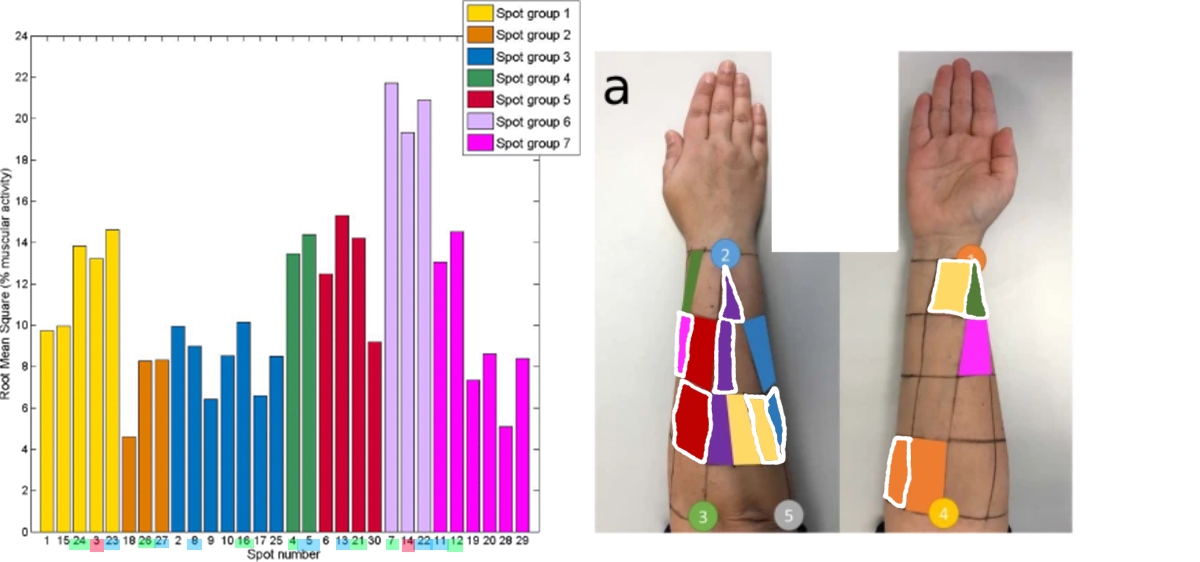 Spot group 1
Spot group 2
Spot group 3
Spot group 4
Spot group 5
Spot group 6
Spot group 7
24
22
20
18
16
14
12
10
8
6
4
2
0
Root Mean Square (% muscular activity)
1 15 24 3 23 18 26 27 2 8 9 10 16 17 25 4 5 6 13 21 30 7 14 22 11 12 19 20 28 29
Spot number
a
2
3
5
4